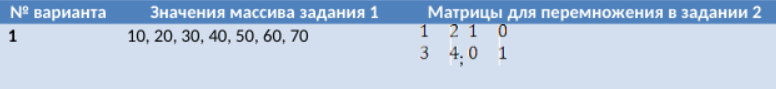 № варианта Значения массива задания 1 Матрицы для перемножения в задании 2
1 10, 20, 30, 40, 50, 60, 70 1 2 1 0
3 4 ; 0 1